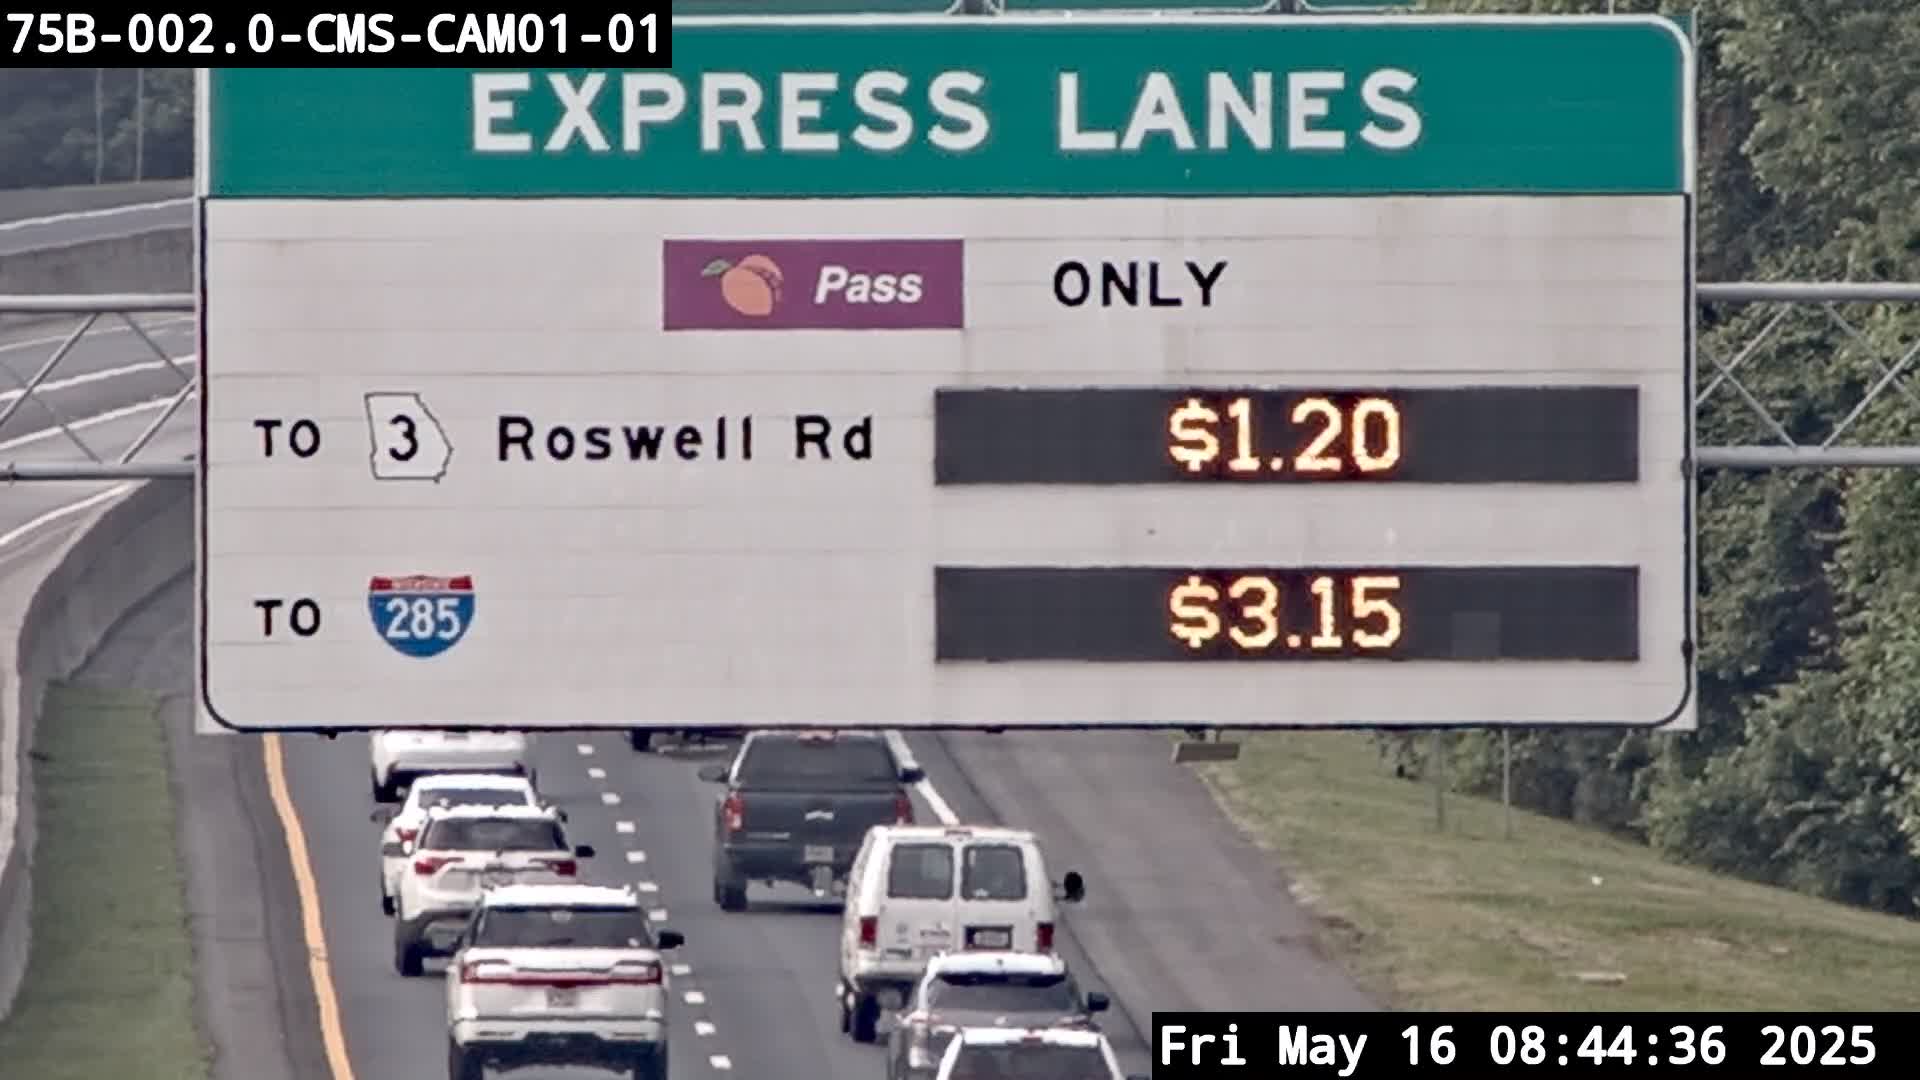 75B-002.0-CMS-CAM01-01
EXPRESS LANES
Pass ONLY
TO 3 Roswell Rd $1.20
TO 285 $3.15
Fri May 16 08:44:36 2025